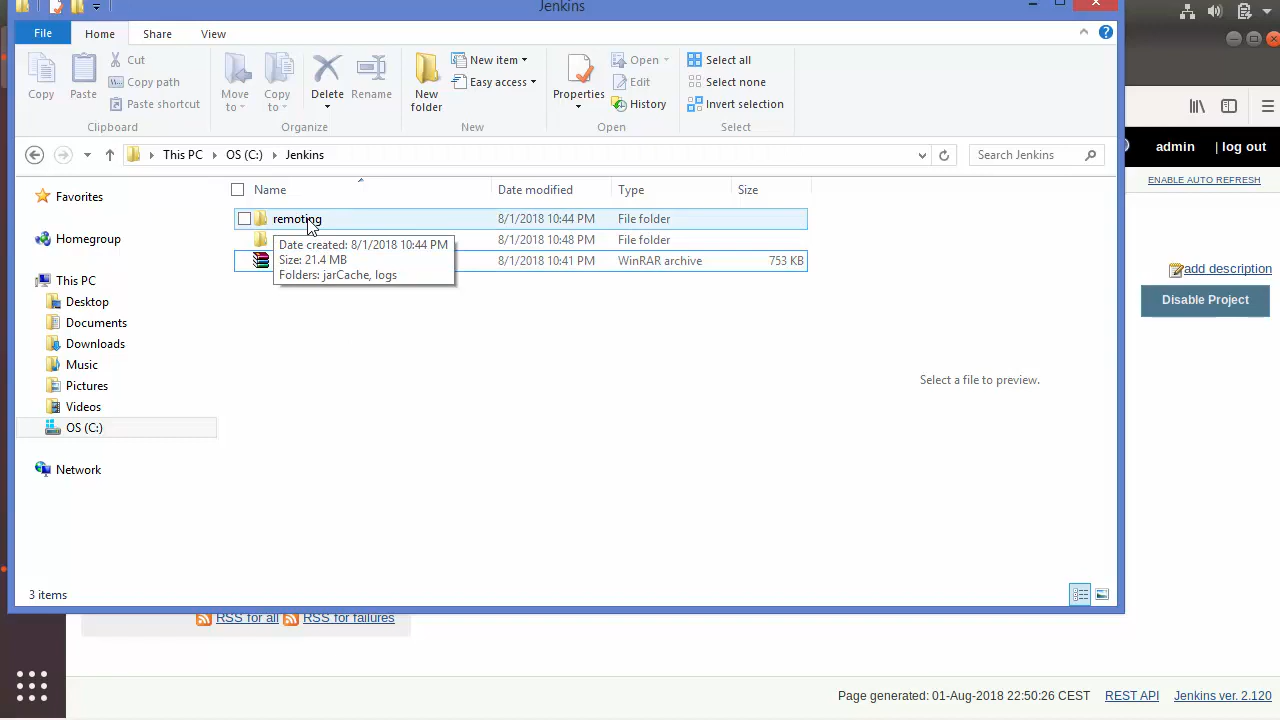 Jenkins
File Home Share View
Copy
Paste
Cut
Copy path
Paste shortcut
Clipboard
Move to
Copy to
Delete
Rename
Organize
New folder
New item
Easy access
New
Properties
Open
Edit
History
Open
Select all
Select none
Invert selection
Select
This PC OS (C:) Jenkins
Search Jenkins
Name Date modified Type Size
remoting 8/1/2018 10:44 PM File folder
8/1/2018 10:48 PM File folder
8/1/2018 10:41 PM WinRAR archive 753 KB
Date created: 8/1/2018 10:44 PM
Size: 21.4 MB
Folders: jarCache, logs
Favorites
Homegroup
This PC
Desktop
Documents
Downloads
Music
Pictures
Videos
OS (C:)
Network
Select a file to preview.
3 items
admin | log out
ENABLE AUTO REFRESH
add description
Disable Project
RSS for all RSS for failures
Page generated: 01-Aug-2018 22:50:26 CEST REST API Jenkins ver. 2.120